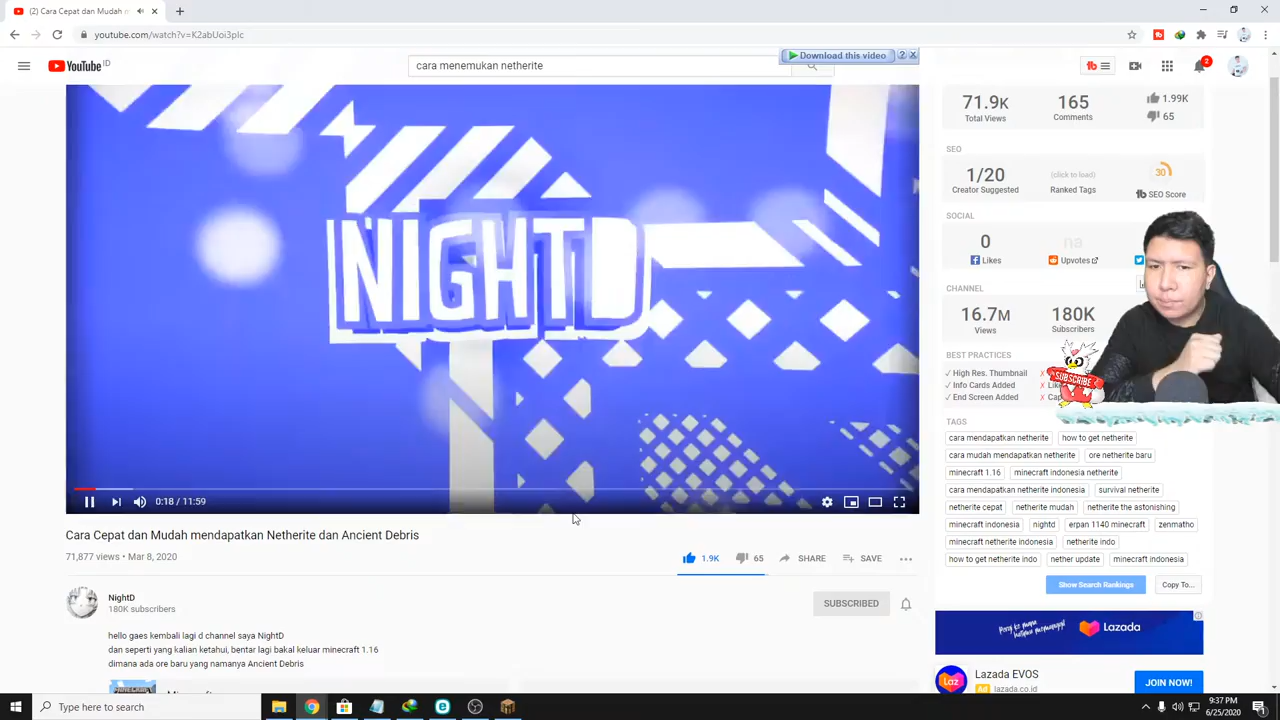 (2) Cara Cepat dan Mudah m
youtube.com/watch?v=K2abUoi3plc
YouTube ID
cara menemukan netherite
Download this video
?
2
NIGHTD
0:18 / 11:59
Cara Cepat dan Mudah mendapatkan Netherite dan Ancient Debris
71,877 views • Mar 8, 2020
1.9K
65
SHARE
SAVE
NightD
180K subscribers
SUBSCRIBED
hello gaes kembali lagi d channel saya NightD
dan seperti yang kalian ketahui, bentar lagi bakal keluar minecraft 1.16
dimana ada ore baru yang namanya Ancient Debris
71.9K
Total Views
165
Comments
1.99K
65
SEO
1/20
Creator Suggested
(click to load)
Ranked Tags
30
tb SEO Score
SOCIAL
0
Likes
na
Upvotes
CHANNEL
16.7M
Views
180K
Subscribers
BEST PRACTICES
✓ High Res. Thumbnail
✓ Info Cards Added
✓ End Screen Added
SUBSCRIBE
TAGS
cara mendapatkan netherite
how to get netherite
cara mudah mendapatkan netherite
ore netherite baru
minecraft 1.16
minecraft indonesia netherite
cara mendapatkan netherite indonesia
survival netherite
netherite cepat
netherite mudah
netherite the astonishing
minecraft indonesia
nightd
erpan 1140 minecraft
zenmatho
minecraft netherite indonesia
netherite indo
how to get netherite indo
nether update
minecraft indonesia
Show Search Rankings
Copy To...
Lazada
Laz
Lazada EVOS
Ad lazada.co.id
JOIN NOW!
Type here to search
9:37 PM
6/25/2020